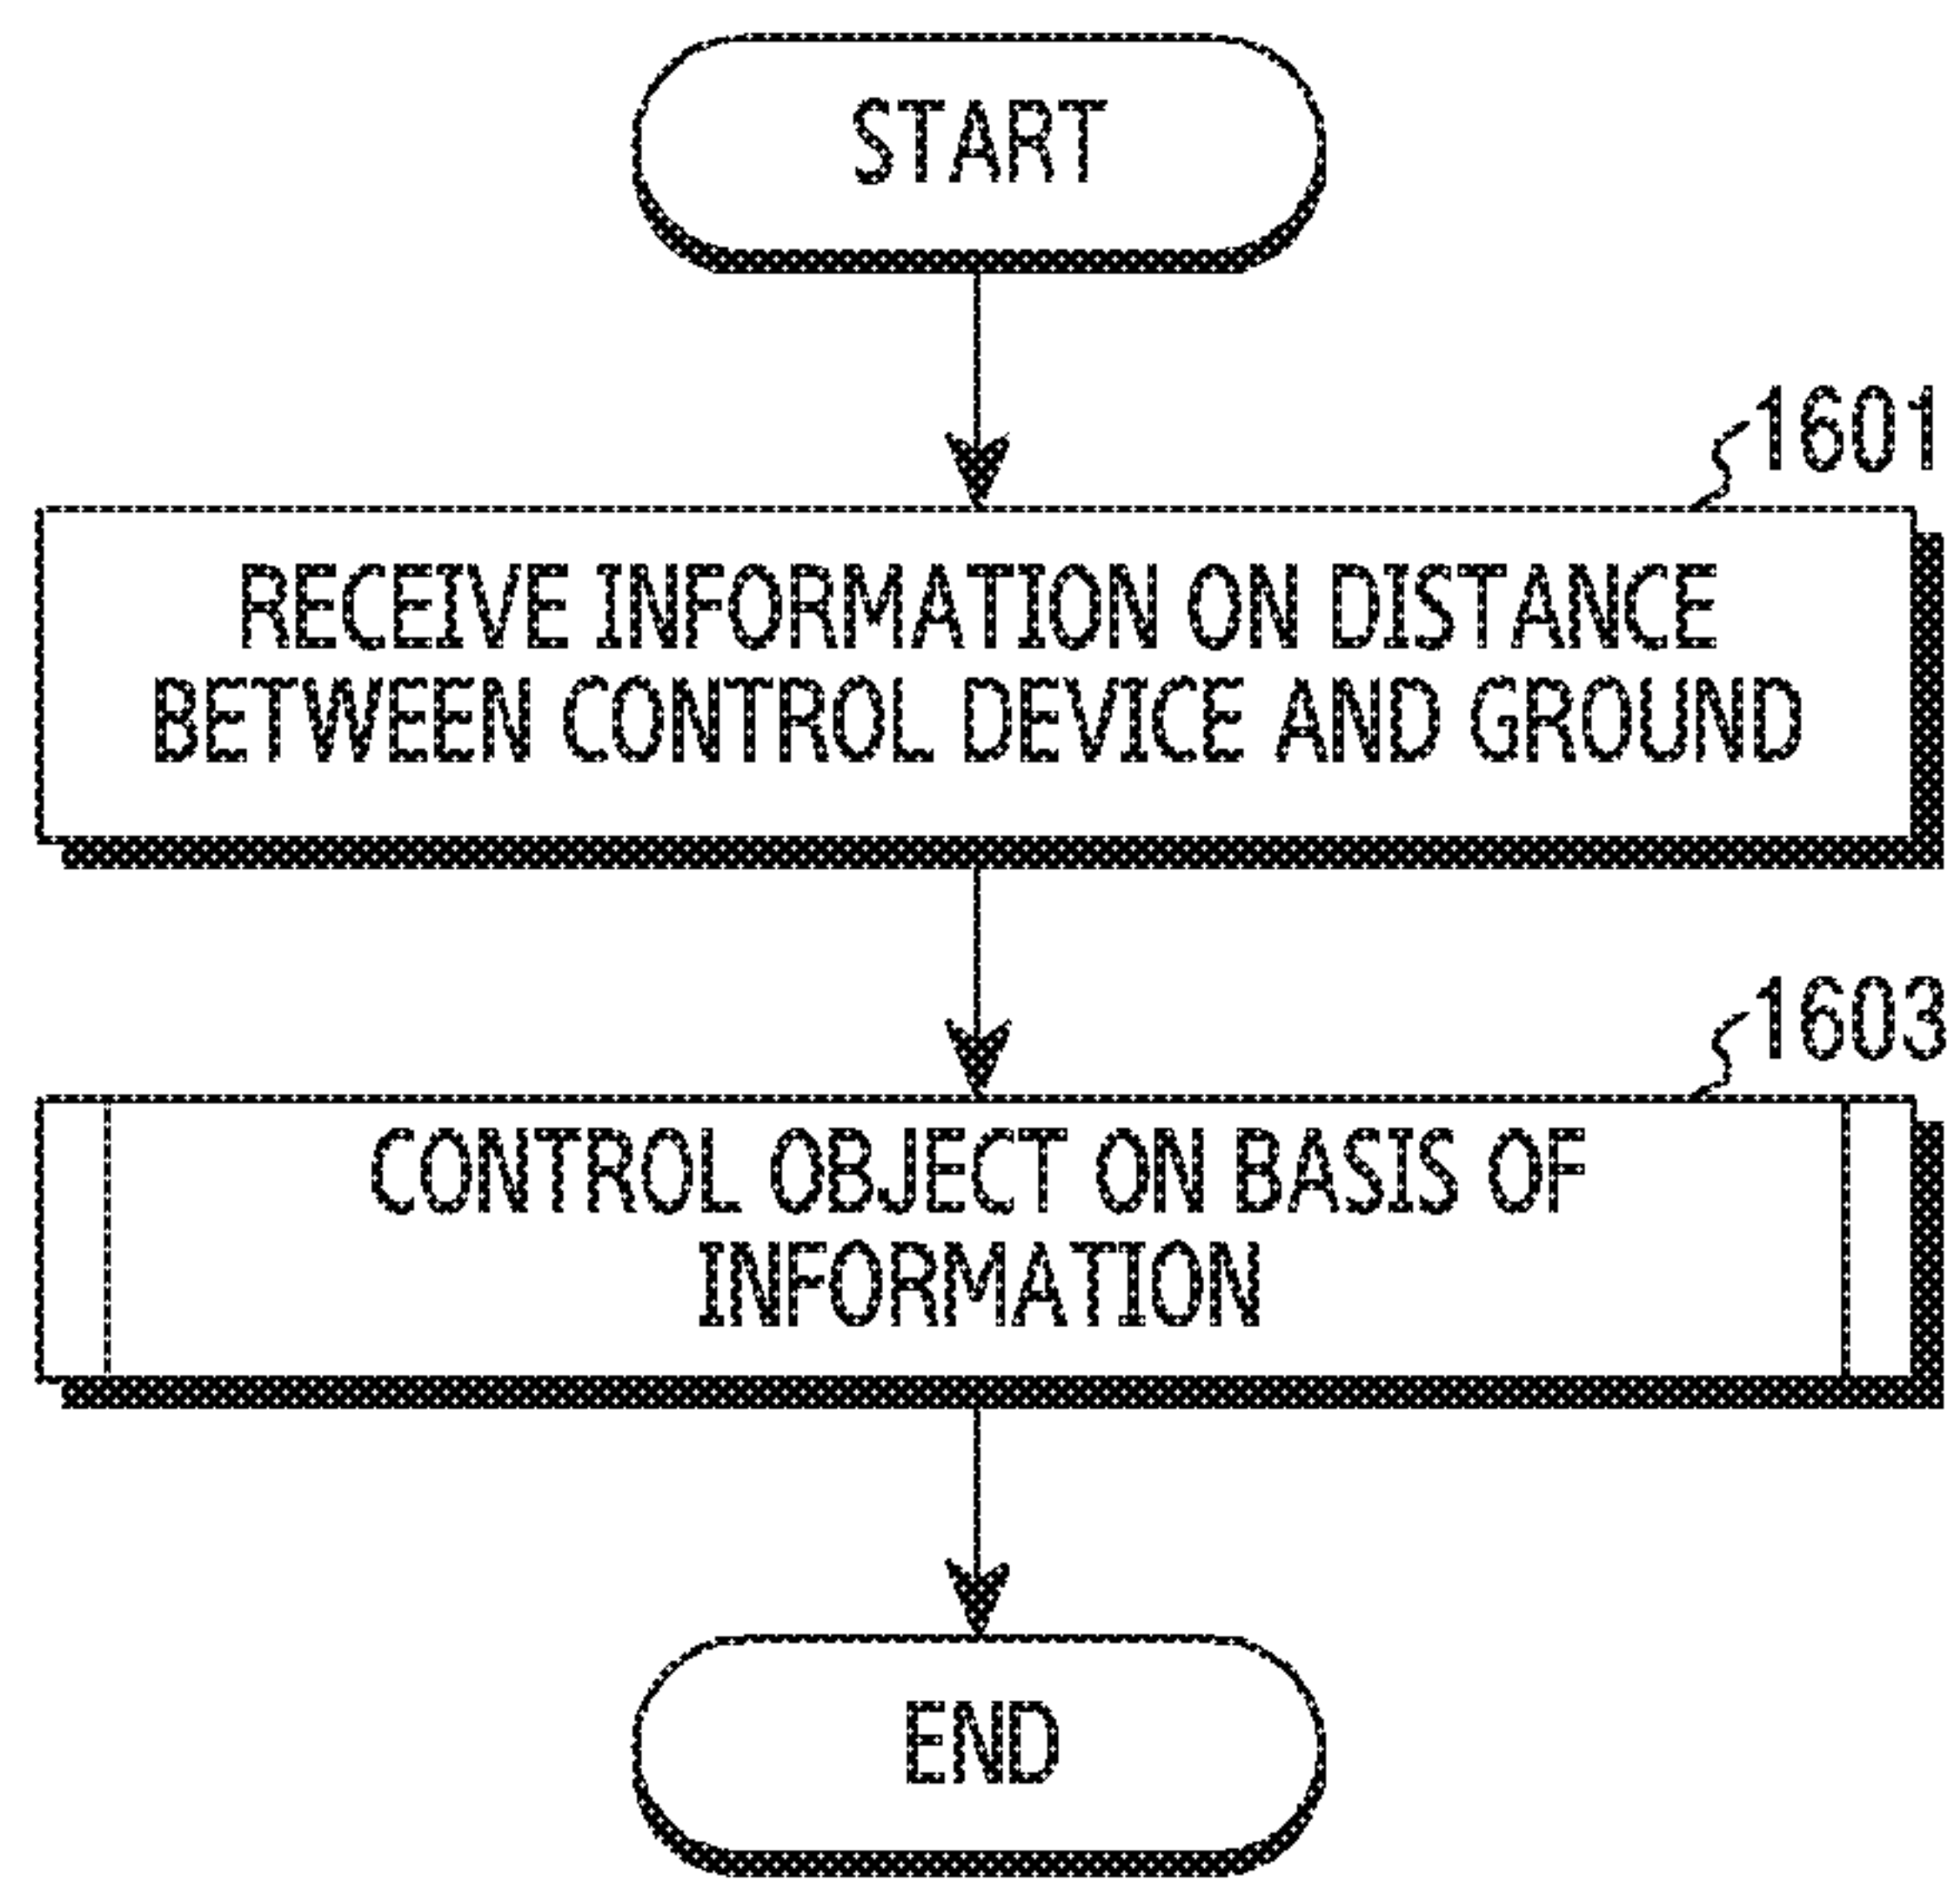 START
1601
RECEIVE INFORMATION ON DISTANCE
BETWEEN CONTROL DEVICE AND GROUND
1603
CONTROL OBJECT ON BASIS OF
INFORMATION
END